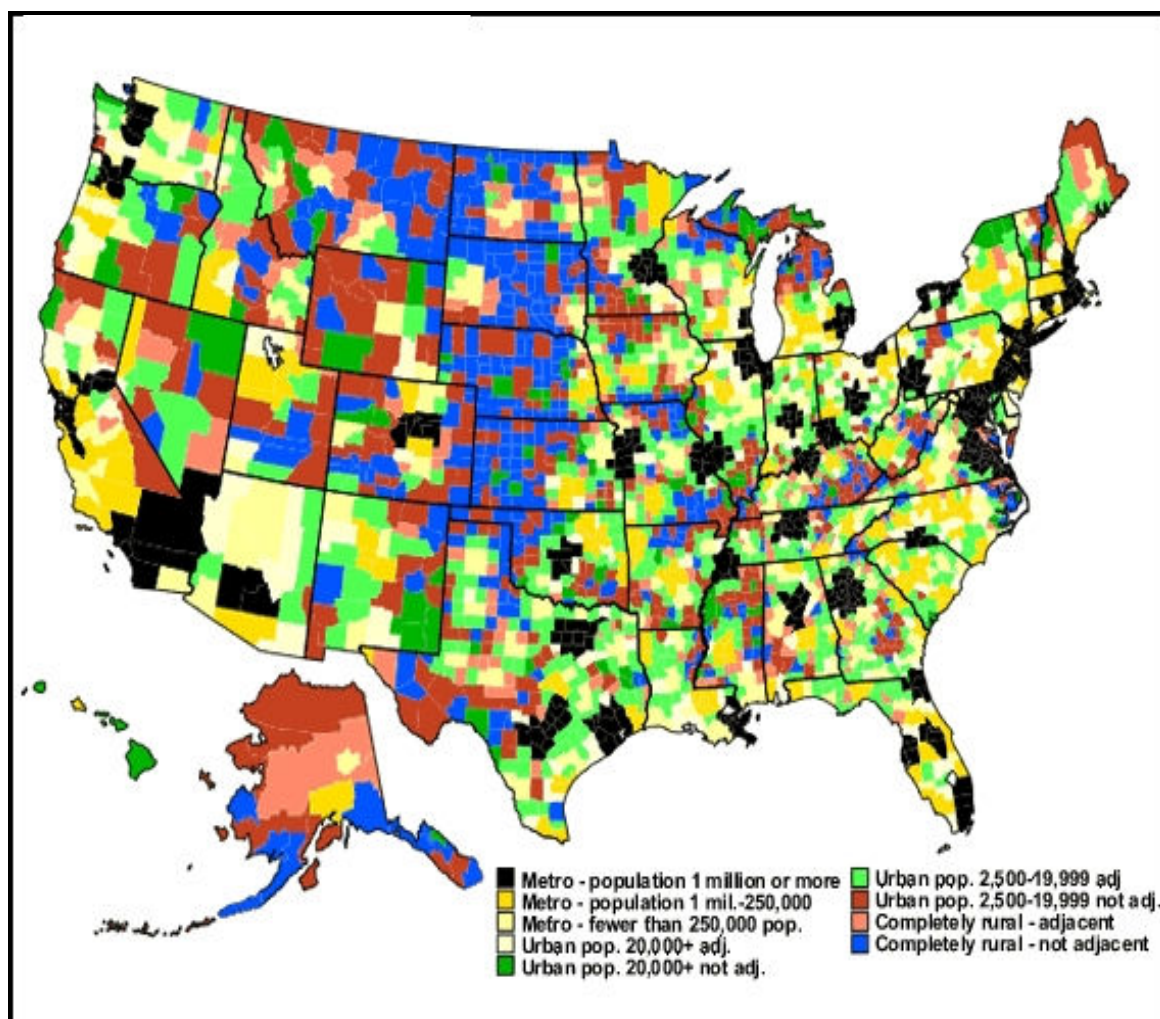 Metro - population 1 million or more
Metro - population 1 mil.-250,000
Metro - fewer than 250,000 pop.
Urban pop. 20,000+ adj.
Urban pop. 20,000+ not adj.
Urban pop. 2,500-19,999 adj
Urban pop. 2,500-19,999 not adj.
Completely rural - adjacent
Completely rural - not adjacent